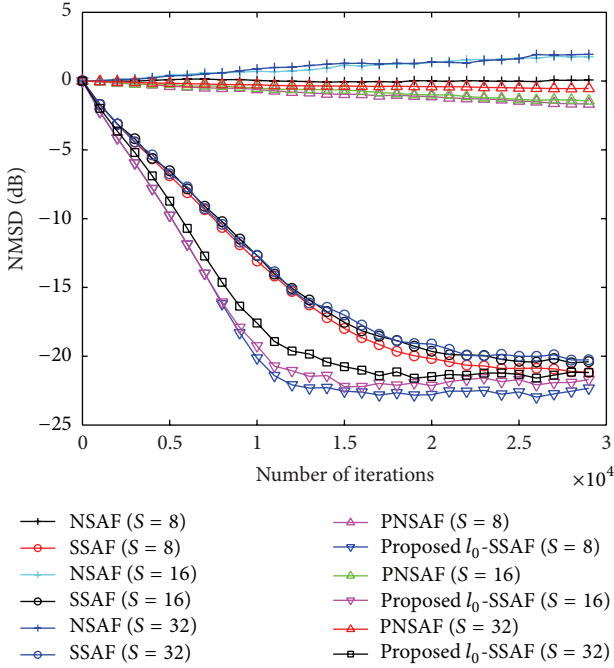 5
0
−5
−10
−15
−20
−25
NMSD (dB)
0
0.5
1
1.5
2
2.5
3
Number of iterations
×10⁴
NSAF (S = 8)
SSAF (S = 8)
NSAF (S = 16)
SSAF (S = 16)
NSAF (S = 32)
SSAF (S = 32)
PNSAF (S = 8)
Proposed l₀-SSAF (S = 8)
PNSAF (S = 16)
Proposed l₀-SSAF (S = 16)
PNSAF (S = 32)
Proposed l₀-SSAF (S = 32)